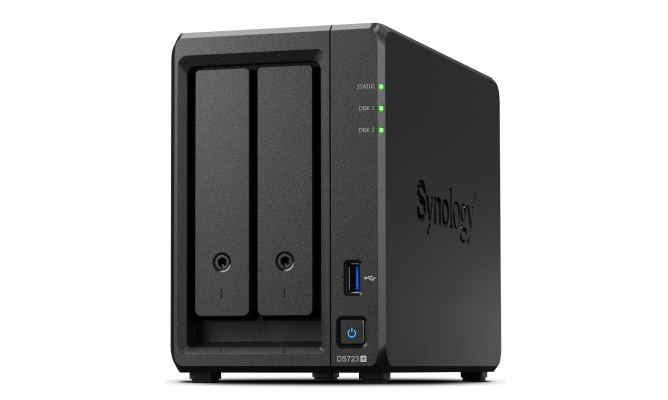 STATUS
DISK 1
DISK 2
Synology
DS723+